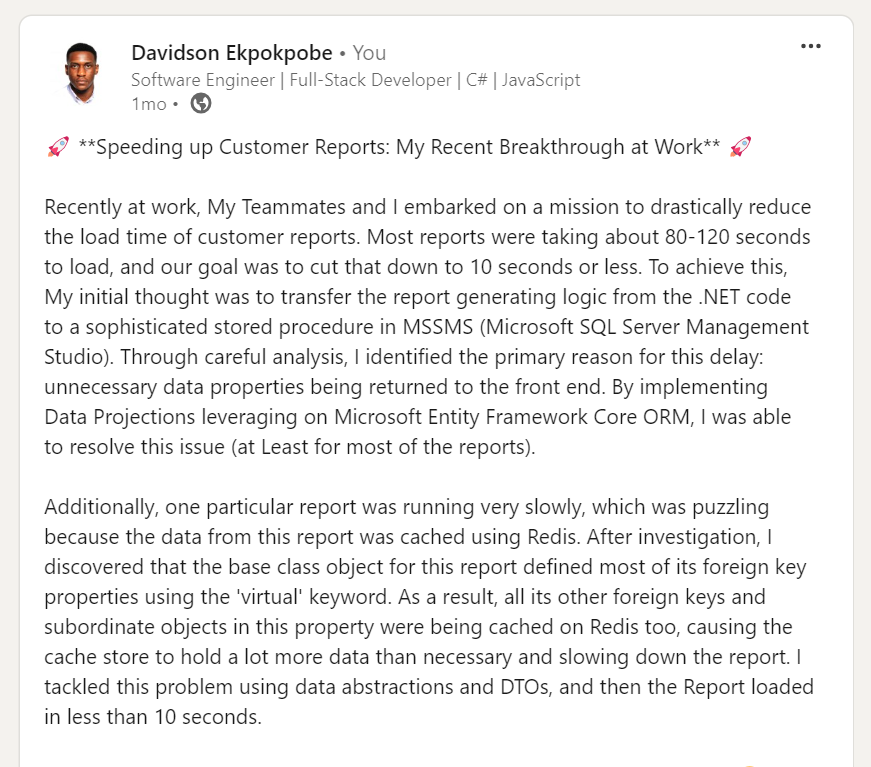 Davidson Ekpokpobe • You
Software Engineer | Full-Stack Developer | C# | JavaScript
1mo •
🚀 **Speeding up Customer Reports: My Recent Breakthrough at Work** 🚀
Recently at work, My Teammates and I embarked on a mission to drastically reduce
the load time of customer reports. Most reports were taking about 80-120 seconds
to load, and our goal was to cut that down to 10 seconds or less. To achieve this,
My initial thought was to transfer the report generating logic from the .NET code
to a sophisticated stored procedure in MSSMS (Microsoft SQL Server Management
Studio). Through careful analysis, I identified the primary reason for this delay:
unnecessary data properties being returned to the front end. By implementing
Data Projections leveraging on Microsoft Entity Framework Core ORM, I was able
to resolve this issue (at Least for most of the reports).
Additionally, one particular report was running very slowly, which was puzzling
because the data from this report was cached using Redis. After investigation, I
discovered that the base class object for this report defined most of its foreign key
properties using the 'virtual' keyword. As a result, all its other foreign keys and
subordinate objects in this property were being cached on Redis too, causing the
cache store to hold a lot more data than necessary and slowing down the report. I
tackled this problem using data abstractions and DTOs, and then the Report loaded
in less than 10 seconds.